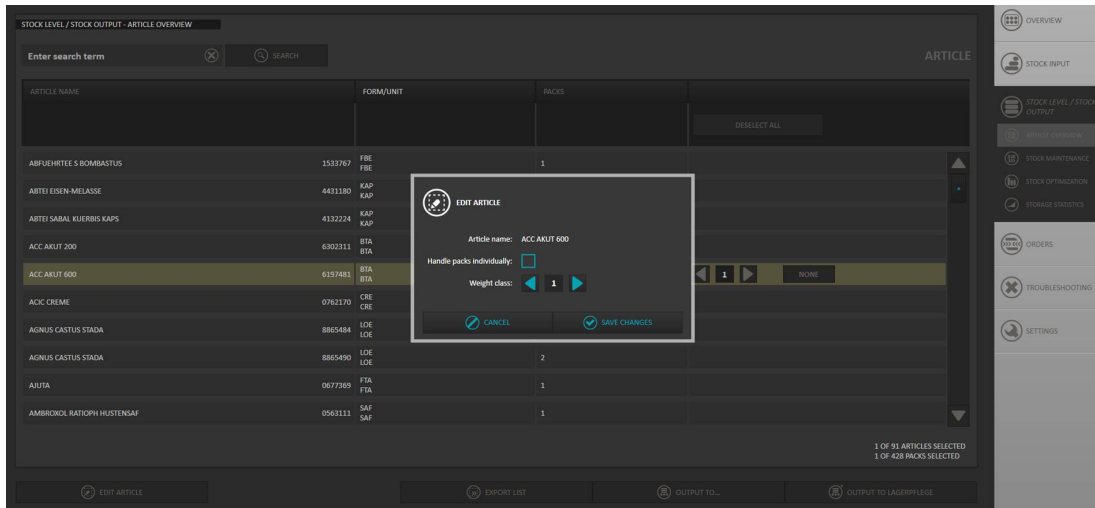 STOCK LEVEL / STOCK OUTPUT - ARTICLE OVERVIEW
Enter search term
SEARCH
ARTICLE
ARTICLE NAME FORM/UNIT PACKS
DESELECT ALL
ABFUEHRTEE S BOMBASTUS 1533767 FBE 1
FBE
ABTEI EISEN-MELASSE 4431180 KAP
KAP
ABTEI SABAL KUERBIS KAPS 4132224 KAP
KAP
ACC AKUT 200 6302311 BTA
BTA
ACC AKUT 600 6197481 BTA 1 NONE
BTA
ACIC CREME 0762170 CRE
CRE
AGNUS CASTUS STADA 8865484 LOE
LOE
AGNUS CASTUS STADA 8865490 LOE 2
LOE
AJUTA 0677369 FTA 1
FTA
AMBROXOL RATIOPH HUSTENSAF 0563111 SAF 1
SAF
1 OF 91 ARTICLES SELECTED
1 OF 428 PACKS SELECTED
EDIT ARTICLE
EXPORT LIST
OUTPUT TO...
OUTPUT TO LAGERPFLEGE
EDIT ARTICLE
Article name: ACC AKUT 600
Handle packs individually:
Weight class: 1
CANCEL
SAVE CHANGES
OVERVIEW
STOCK INPUT
STOCK LEVEL / STOCK
OUTPUT
ARTICLE OVERVIEW
STOCK MAINTENANCE
STOCK OPTIMIZATION
STORAGE STATISTICS
ORDERS
TROUBLESHOOTING
SETTINGS